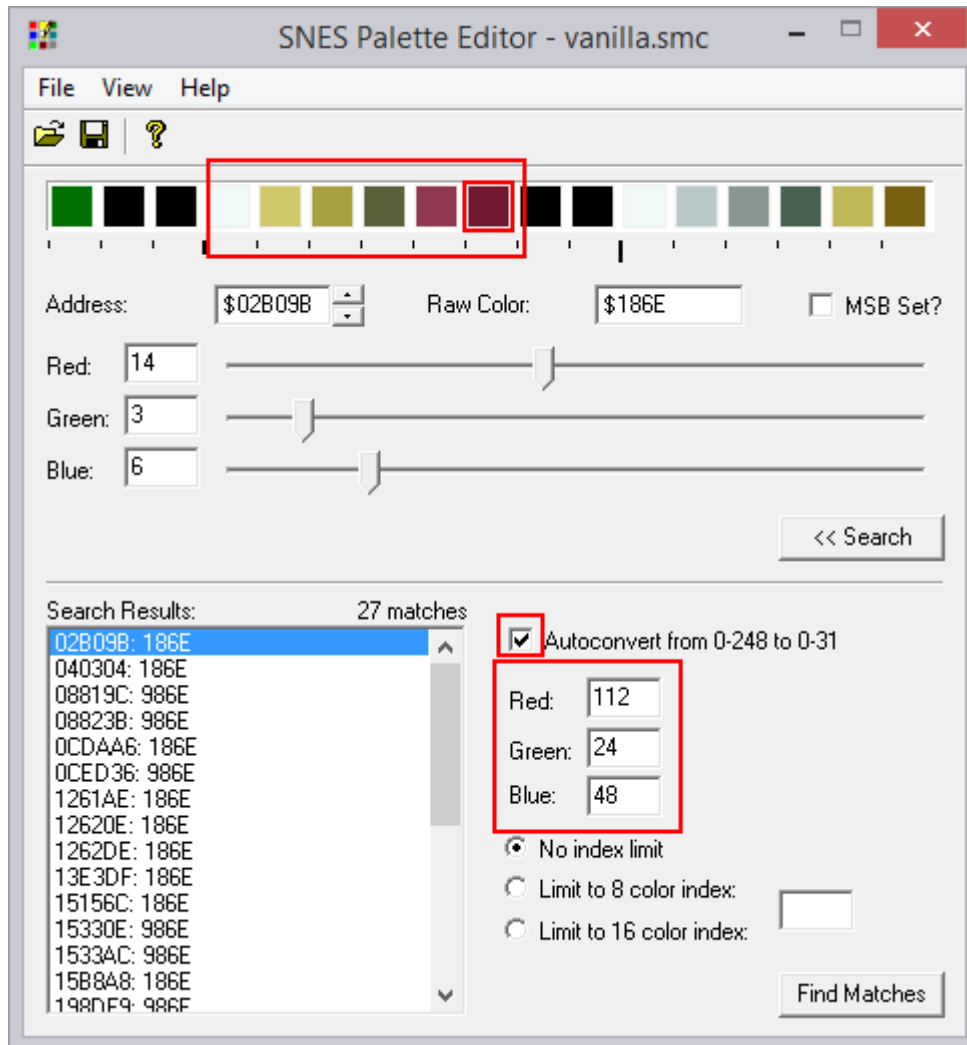 SNES Palette Editor - vanilla.smc
File View Help
Address: $02B09B Raw Color: $186E MSB Set?
Red: 14
Green: 3
Blue: 6
<< Search
Search Results: 27 matches
02B09B: 186E
040304: 186E
08819C: 986E
08823B: 986E
0CDAA6: 186E
0CED36: 986E
1261AE: 186E
12620E: 186E
1262DE: 186E
13E3DF: 186E
15156C: 186E
15330E: 986E
1533AC: 986E
15B8A8: 186E
198DF9: 986E
Autoconvert from 0-248 to 0-31
Red: 112
Green: 24
Blue: 48
No index limit
Limit to 8 color index:
Limit to 16 color index:
Find Matches